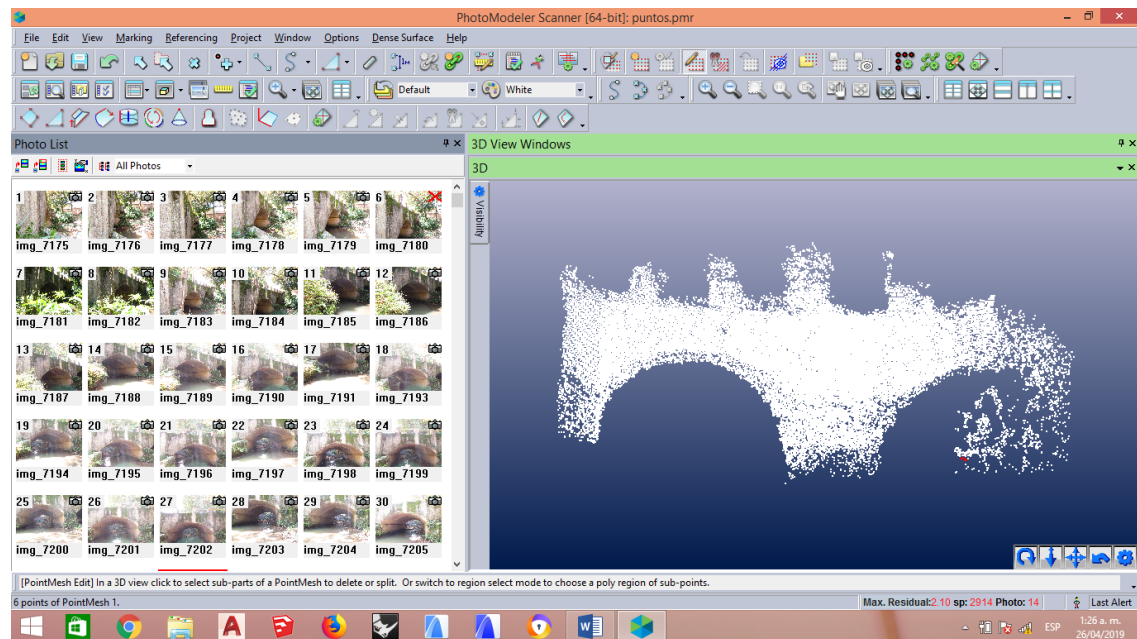 PhotoModeler Scanner [64-bit]: puntos.pmr
File Edit View Marking Referencing Project Window Options Dense Surface Help
Default White
Photo List
3D View Windows
All Photos
3D
Visibility
1 2 3 4 5 6
img_7175 img_7176 img_7177 img_7178 img_7179 img_7180
7 8 9 10 11 12
img_7181 img_7182 img_7183 img_7184 img_7185 img_7186
13 14 15 16 17 18
img_7187 img_7188 img_7189 img_7190 img_7191 img_7193
19 20 21 22 23 24
img_7194 img_7195 img_7196 img_7197 img_7198 img_7199
25 26 27 28 29 30
img_7200 img_7201 img_7202 img_7203 img_7204 img_7205
[PointMesh Edit] In a 3D view click to select sub-parts of a PointMesh to delete or split. Or switch to region select mode to choose a poly region of sub-points.
6 points of PointMesh 1.
Max. Residual:2.10 sp: 2914 Photo: 14 Last Alert
ESP
1:26 a. m.
26/04/2019